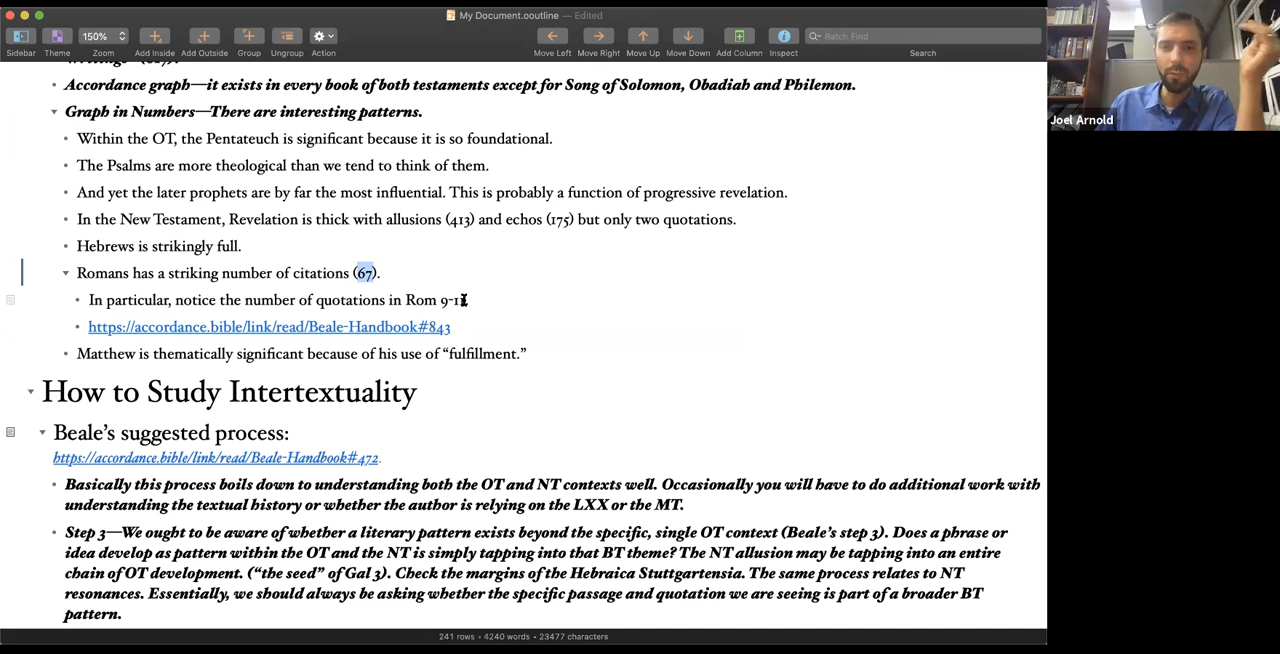 My Document.ooutline — Edited
150%
Batch Find
Sidebar Theme Zoom Add Inside Add Outside Group Ungroup Action Move Left Move Right Move Up Move Down Add Column Inspect Search
Joel Arnold
Accordance graph—it exists in every book of both testaments except for Song of Solomon, Obadiah and Philemon.
Graph in Numbers—There are interesting patterns.
Within the OT, the Pentateuch is significant because it is so foundational.
The Psalms are more theological than we tend to think of them.
And yet the later prophets are by far the most influential. This is probably a function of progressive revelation.
In the New Testament, Revelation is thick with allusions (413) and echos (175) but only two quotations.
Hebrews is strikingly full.
Romans has a striking number of citations (67).
In particular, notice the number of quotations in Rom
https://accordance.bible/link/read/Beale-Handbook#843
Matthew is thematically significant because of his use of “fulfillment.”
How to Study Intertextuality
Beale’s suggested process:
https://accordance.bible/link/read/Beale-Handbook#472.
Basically this process boils down to understanding both the OT and NT contexts well. Occasionally you will have to do additional work with
understanding the textual history or whether the author is relying on the LXX or the MT.
Step 3—We ought to be aware of whether a literary pattern exists beyond the specific, single OT context (Beale’s step 3). Does a phrase or
idea develop as pattern within the OT and the NT is simply tapping into that BT theme? The NT allusion may be tapping into an entire
chain of OT development. (“the seed” of Gal 3). Check the margins of the Hebraica Stuttgartensia. The same process relates to NT
resonances. Essentially, we should always be asking whether the specific passage and quotation we are seeing is part of a broader BT
pattern.
241 rows • 4240 words • 23477 characters